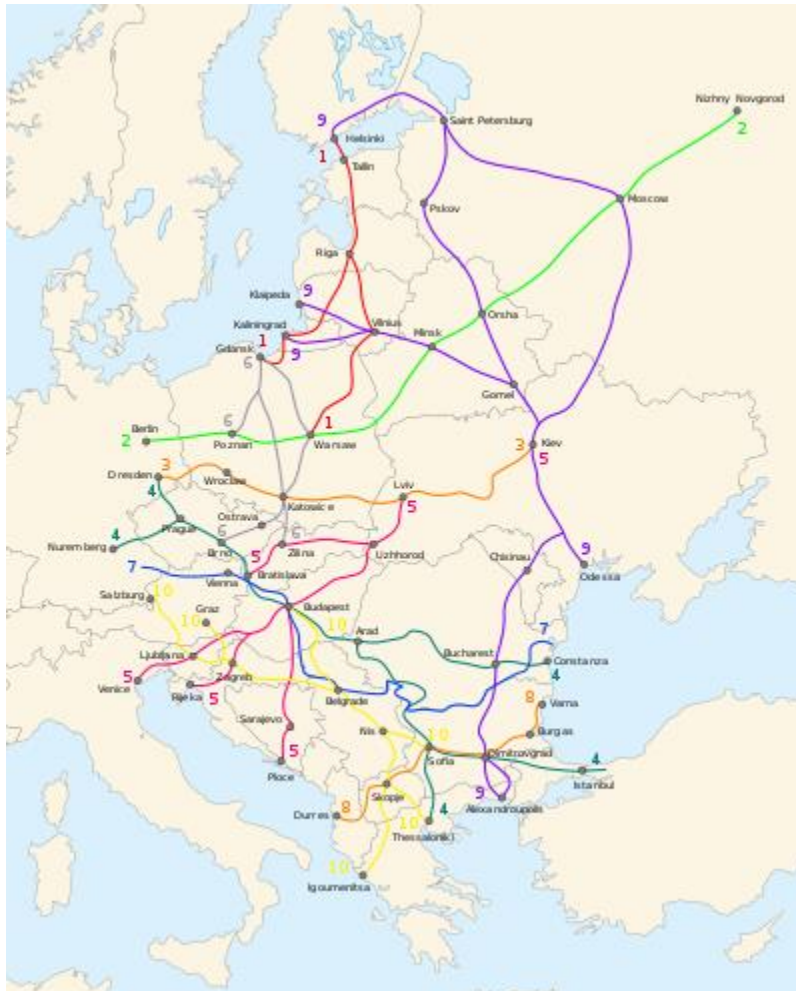 Nizhny Novgorod
2
9
Saint Petersburg
Helsinki
1
Tallin
Moscow
Pskov
Riga
Klaipeda
9
Orsha
Kaliningrad
Vilnius
Minsk
1
9
Gdansk
6
Gomel
6
1
Berlin
2
Poznan
Warsaw
3
Kiev
5
3
Dresden
Wroclaw
4
Lviv
Katowice
5
Ostrava
Prague
6
6
4
Nuremberg
Brno
5
Zilina
Uzhhorod
Chisinau
9
7
Vienna
Bratislava
Odessa
Salzburg
10
Graz
Budapest
10
10
Arad
7
Ljubljana
Bucharest
Constanza
4
5
Venice
Zagreb
Rijeka
5
Belgrade
8
Varna
Sarajevo
Nis
10
Burgas
5
Sofia
Dimitrovgrad
4
Ploce
Istanbul
Skopje
9
Durres
8
4
Alexandroupolis
10
Thessaloniki
10
Igoumenitsa